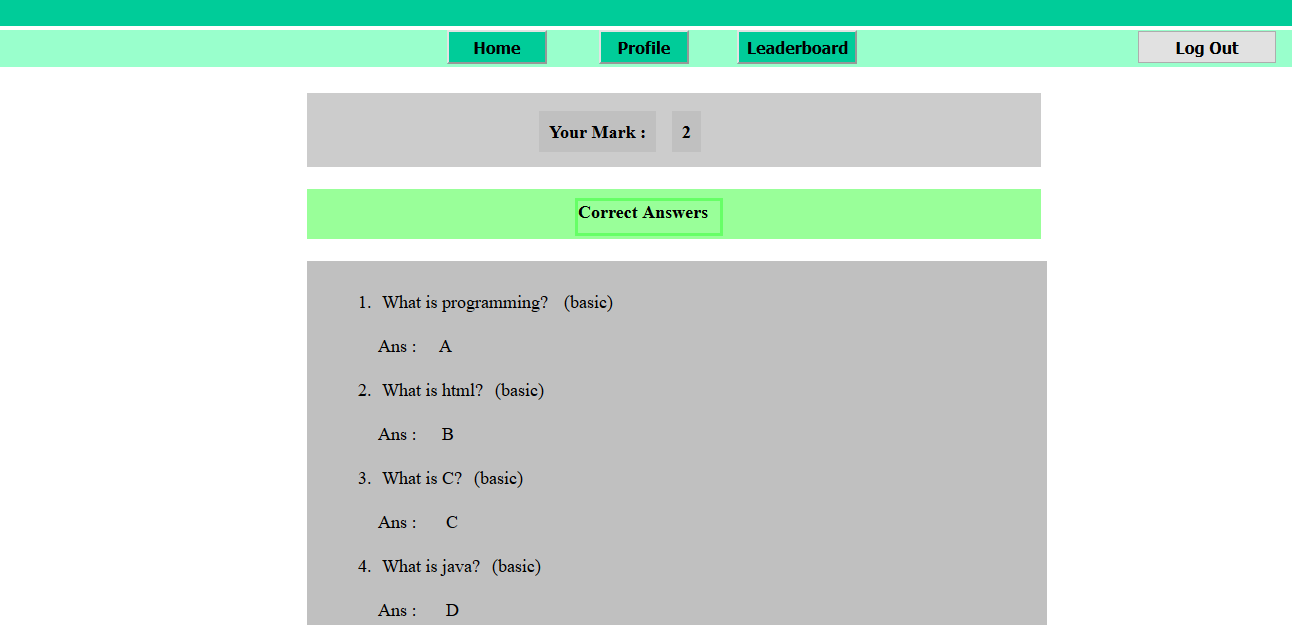 Home Profile Leaderboard Log Out
Your Mark : 2
Correct Answers
1. What is programming? (basic)
Ans : A
2. What is html? (basic)
Ans : B
3. What is C? (basic)
Ans : C
4. What is java? (basic)
Ans : D